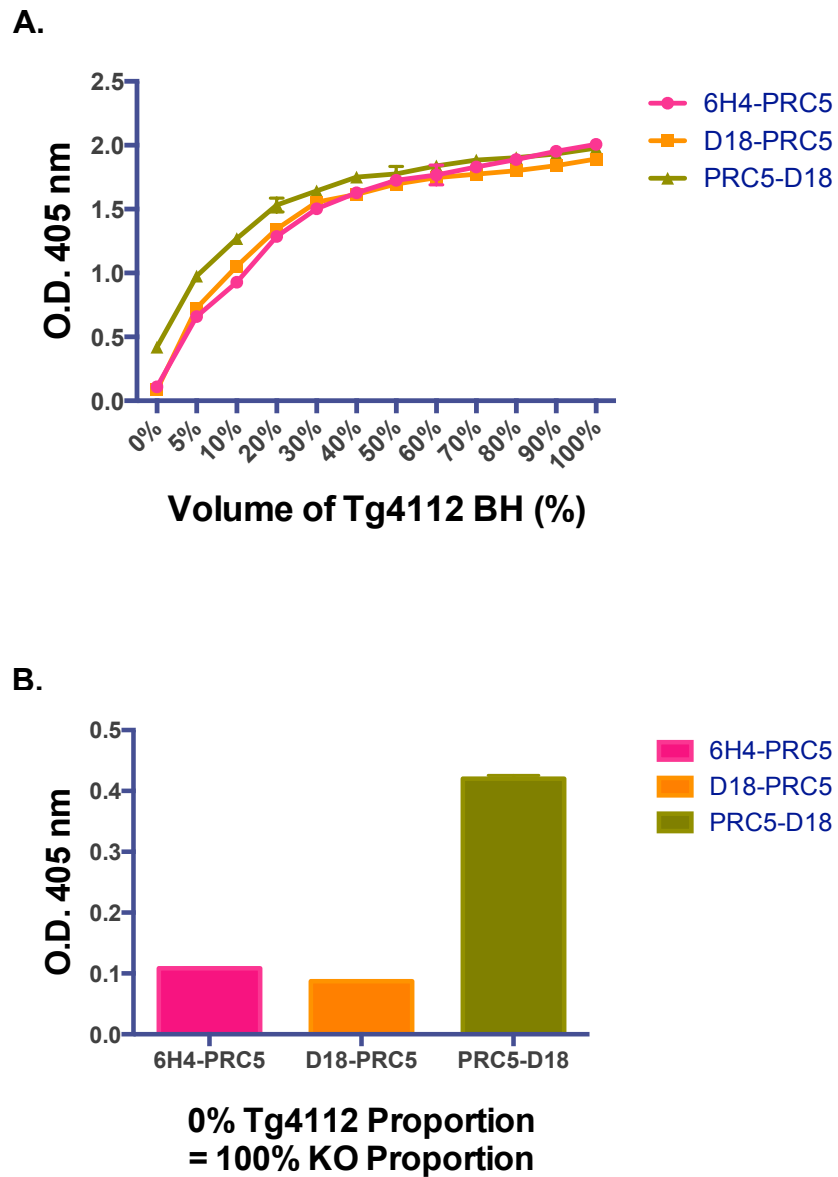 A.
2.5
2.0
1.5
1.0
0.5
0.0
O.D. 405 nm
0%
5%
10%
20%
30%
40%
50%
60%
70%
80%
90%
100%
Volume of Tg4112 BH (%)
6H4-PRC5
D18-PRC5
PRC5-D18
B.
0.5
0.4
0.3
0.2
0.1
0.0
O.D. 405 nm
6H4-PRC5
D18-PRC5
PRC5-D18
0% Tg4112 Proportion
= 100% KO Proportion
6H4-PRC5
D18-PRC5
PRC5-D18